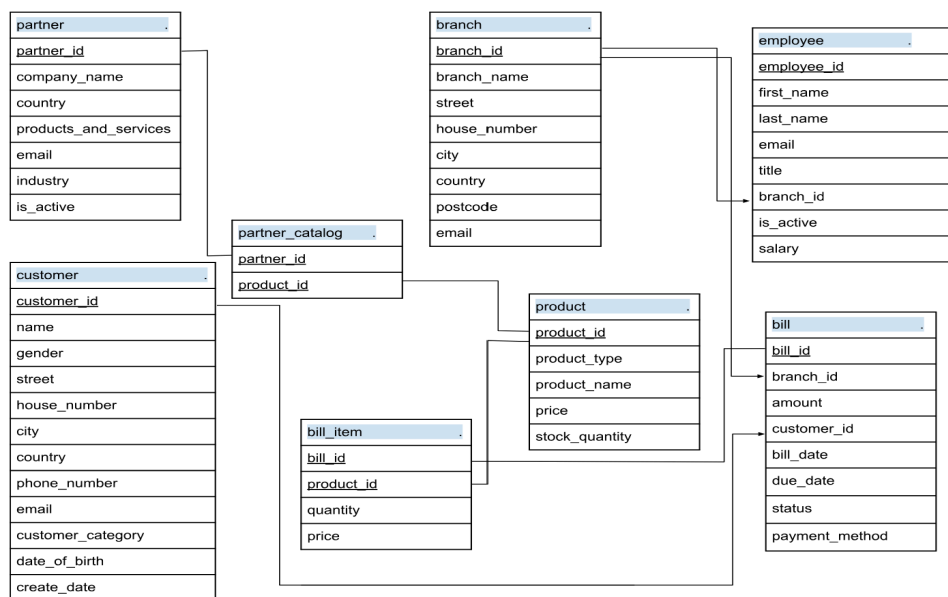 partner .
partner_id
company_name
country
products_and_services
email
industry
is_active
branch .
branch_id
branch_name
street
house_number
city
country
postcode
email
employee .
employee_id
first_name
last_name
email
title
branch_id
is_active
salary
partner_catalog .
partner_id
product_id
customer .
customer_id
name
gender
street
house_number
city
country
phone_number
email
customer_category
date_of_birth
create_date
product .
product_id
product_type
product_name
price
stock_quantity
bill .
bill_id
branch_id
amount
customer_id
bill_date
due_date
status
payment_method
bill_item .
bill_id
product_id
quantity
price